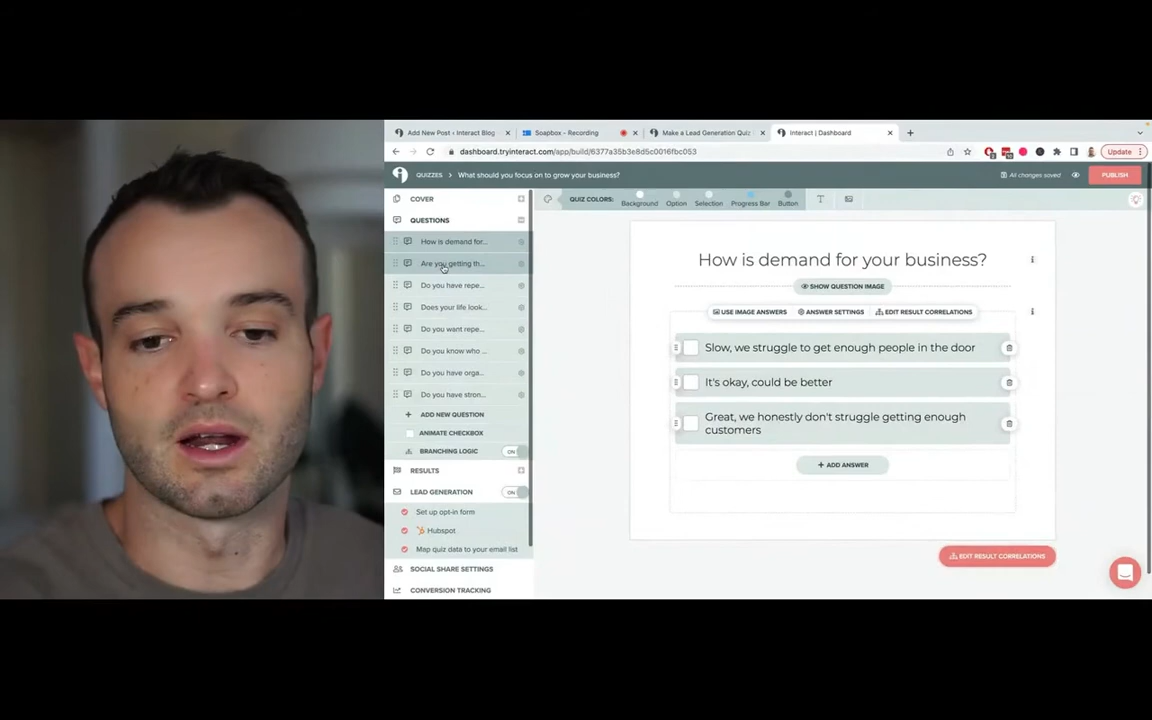 Add New Post ‹ Interact Blog
Soapbox - Recording
Make a Lead Generation Quiz
Interact | Dashboard
dashboard.tryinteract.com/app/build/6377a35b3e8d5c0016fbc053
Update
QUIZZES
What should you focus on to grow your business?
All changes saved
PUBLISH
COVER
QUIZ COLORS:
Background
Option
Selection
Progress Bar
Button
QUESTIONS
How is demand for...
Are you getting th...
Do you have repe...
Does your life look...
Do you want repe...
Do you know who ...
Do you have orga...
Do you have stron...
ADD NEW QUESTION
ANIMATE CHECKBOX
BRANCHING LOGIC
ON
RESULTS
LEAD GENERATION
ON
Set up opt-in form
Hubspot
Map quiz data to your email list
SOCIAL SHARE SETTINGS
CONVERSION TRACKING
How is demand for your business?
SHOW QUESTION IMAGE
USE IMAGE ANSWERS
ANSWER SETTINGS
EDIT RESULT CORRELATIONS
Slow, we struggle to get enough people in the door
It's okay, could be better
Great, we honestly don't struggle getting enough
customers
+ ADD ANSWER
EDIT RESULT CORRELATIONS